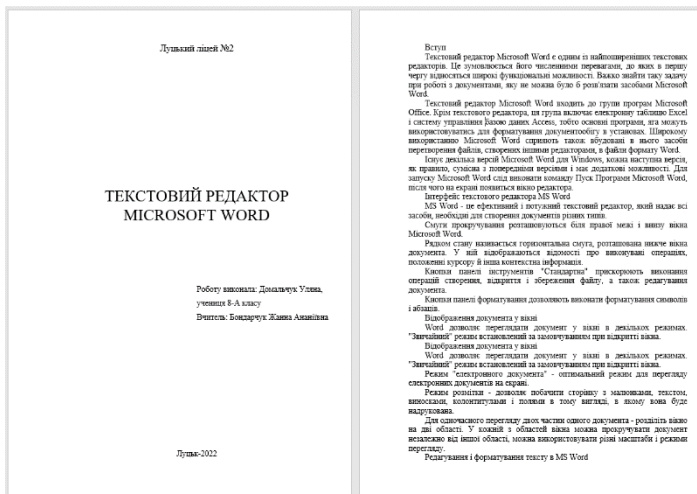 Луцький ліцей №2
ТЕКСТОВИЙ РЕДАКТОР
MICROSOFT WORD
Роботу виконала: Домальчук Уляна,
учениця 8-А класу
Вчитель: Бондарчук Жанна Ананіївна
Луцьк-2022
Вступ
Текстовий редактор Microsoft Word є одним із найпоширеніших текстових
редакторів. Це зумовлюється його численними перевагами, до яких в першу
чергу відносяться широкі функціональні можливості. Важко знайти таку задачу
при роботі з документами, яку не можна було б розв'язати засобами Microsoft
Word.
Текстовий редактор Microsoft Word входить до групи програм Microsoft
Office. Крім текстового редактора, ця група включає електронну таблицю Excel
і систему управління базою даних Access, тобто основні програми, яга можуть
використовуватись для форматування документообігу в установах. Широкому
використанню Microsoft Word сприяють також вбудовані в нього засоби
перетворення файлів, створених іншими редакторами, в файли формату Word.
Існує декілька версій Microsoft Word для Windows, кожна наступна версія,
як правило, сумісна з попередніми версіями і має додаткові можливості. Для
запуску Microsoft Word слід виконати команду Пуск Програми Microsoft Word,
після чого на екрані появиться вікно редактора.
Інтерфейс текстового редактора MS Word
MS Word - це ефективний і потужний текстовий редактор, який надає всі
засоби, необхідні для створення документів різних типів.
Смуги прокручування розташовуються біля правої межі і внизу вікна
Microsoft Word.
Рядком стану називається горизонтальна смуга, розташована нижче вікна
документа. У ній відображаються відомості про виконувані операціях,
положенні курсору й інша контекстна інформація.
Кнопки панелі інструментів "Стандартна" прискорюють виконання
операцій створення, відкриття і збереження файлу, а також редагування
документа.
Кнопки панелі форматування дозволяють виконати форматування символів
і абзаців.
Відображення документа у вікні
Word дозволяє переглядати документ у вікні в декількох режимах.
"Звичайний" режим встановлений за замовчуванням при відкритті вікна.
Відображення документа у вікні
Word дозволяє переглядати документ у вікні в декількох режимах.
"Звичайний" режим встановлений за замовчуванням при відкритті вікна.
Режим "електронного документа" - оптимальний режим для перегляду
електронних документів на екрані.
Режим розмітки - дозволяє побачити сторінку з малюнками, текстом,
виносками, колонтитулами і полями в тому вигляді, в якому вона буде
надрукована.
Для одночасного перегляду двох частин одного документа - розділіть вікно
на дві області. У кожній з областей вікна можна прокручувати документ
незалежно від іншої області, можна використовувати різні масштаби і режими
перегляду.
Редагування і форматування тексту в MS Word